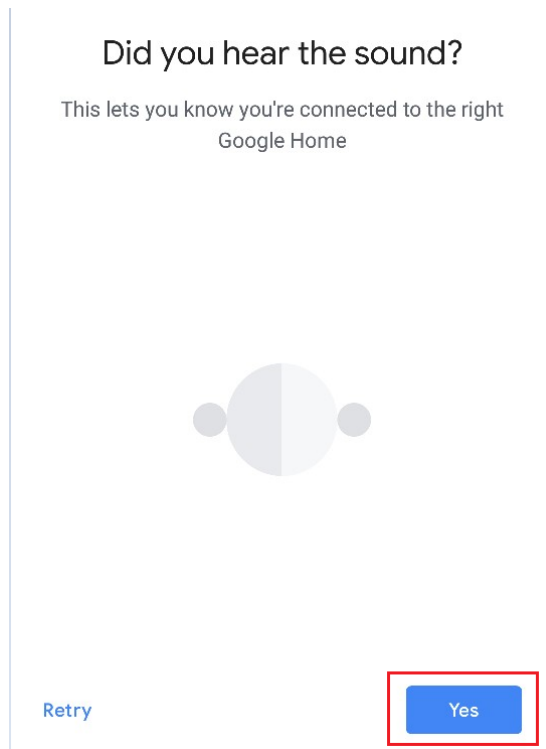 Did you hear the sound?
This lets you know you're connected to the right
Google Home
Retry
Yes